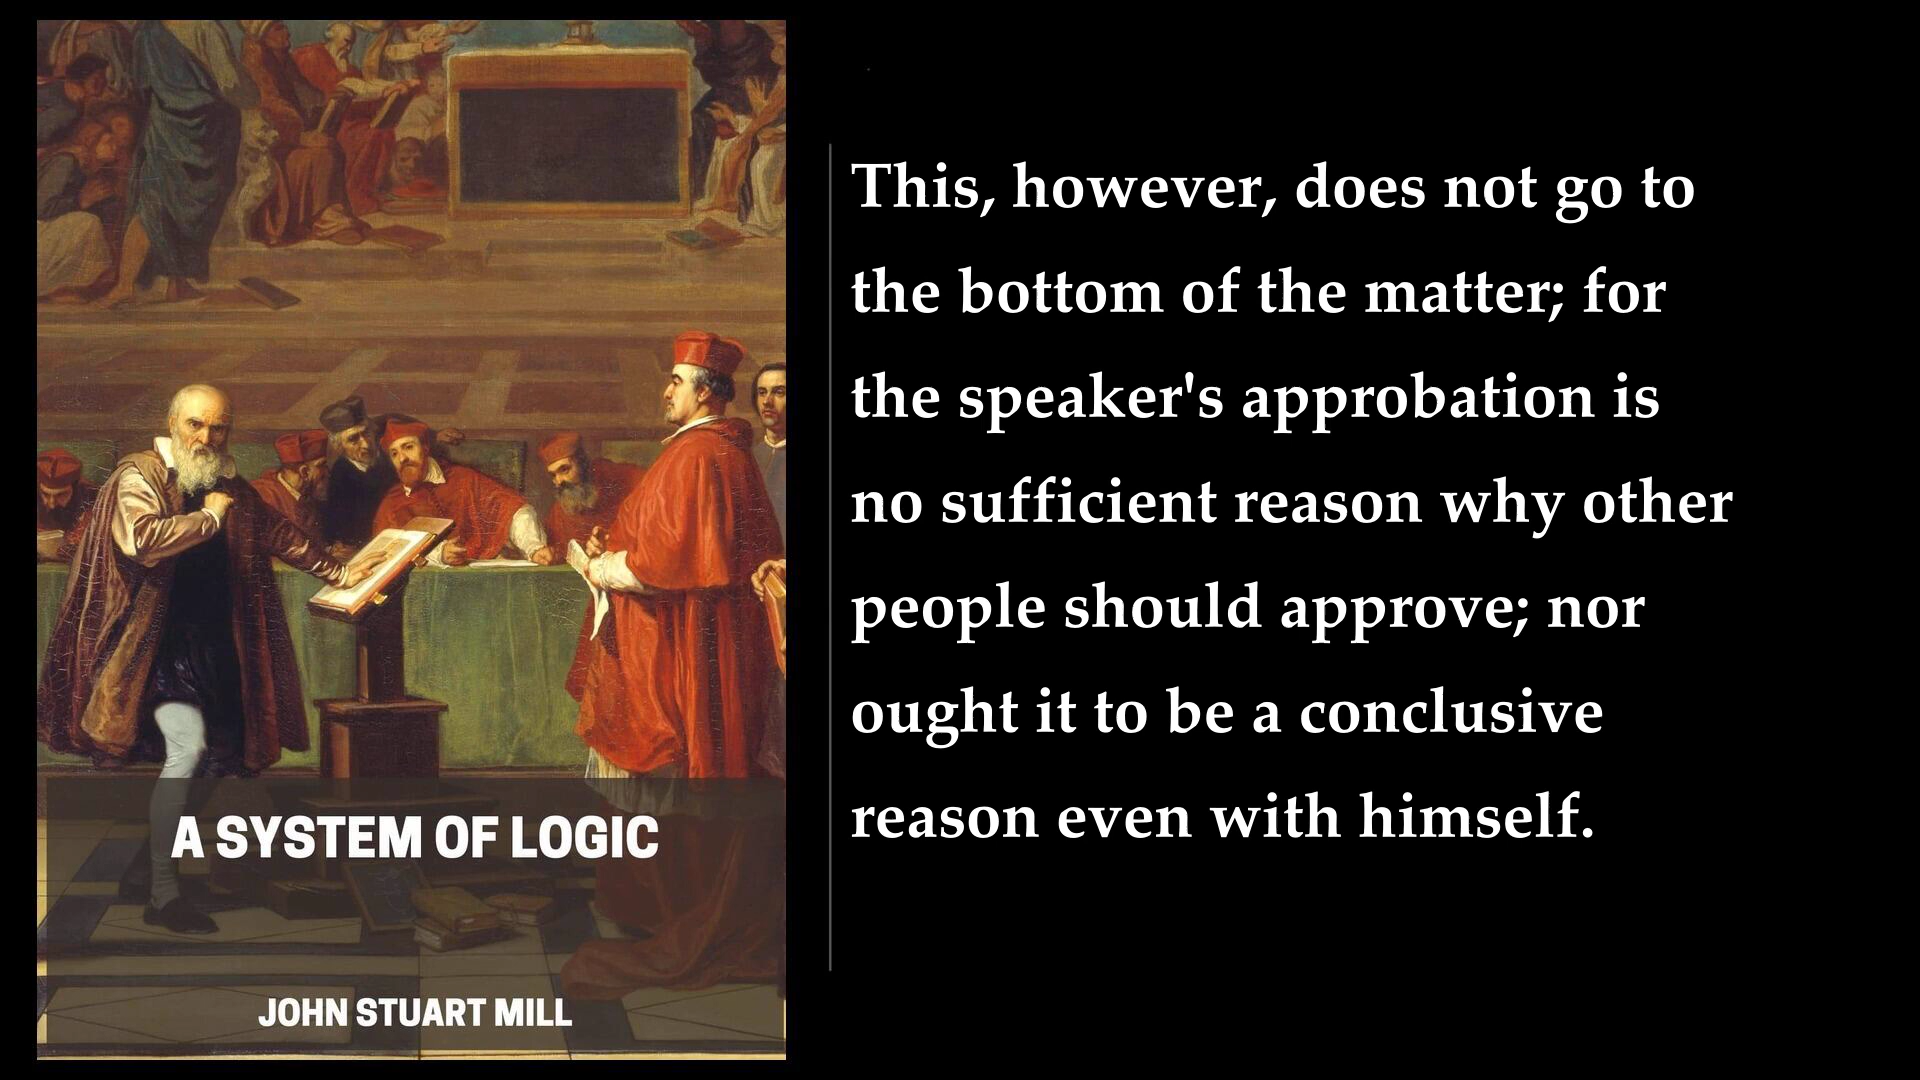 A SYSTEM OF LOGIC
JOHN STUART MILL
This, however, does not go to
the bottom of the matter; for
the speaker's approbation is
no sufficient reason why other
people should approve; nor
ought it to be a conclusive
reason even with himself.